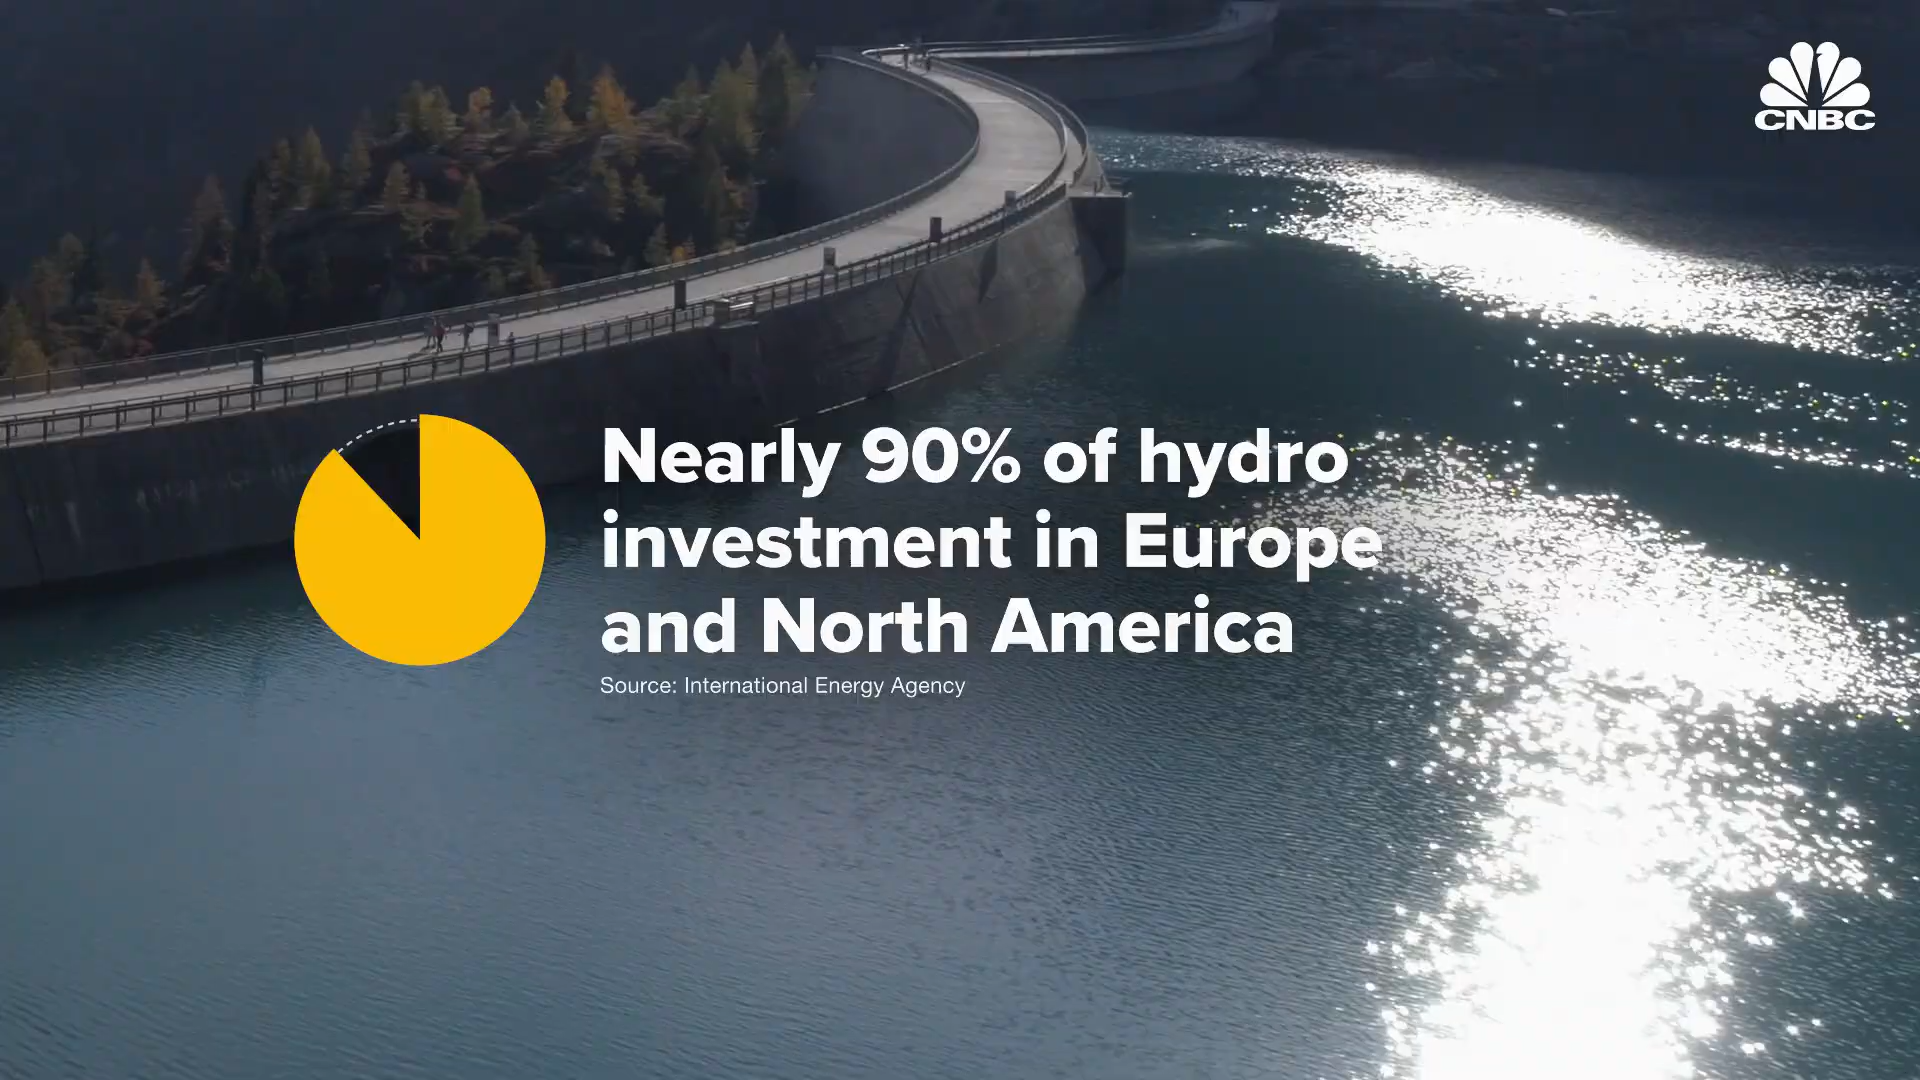 CNBC
Nearly 90% of hydro
investment in Europe
and North America
Source: International Energy Agency